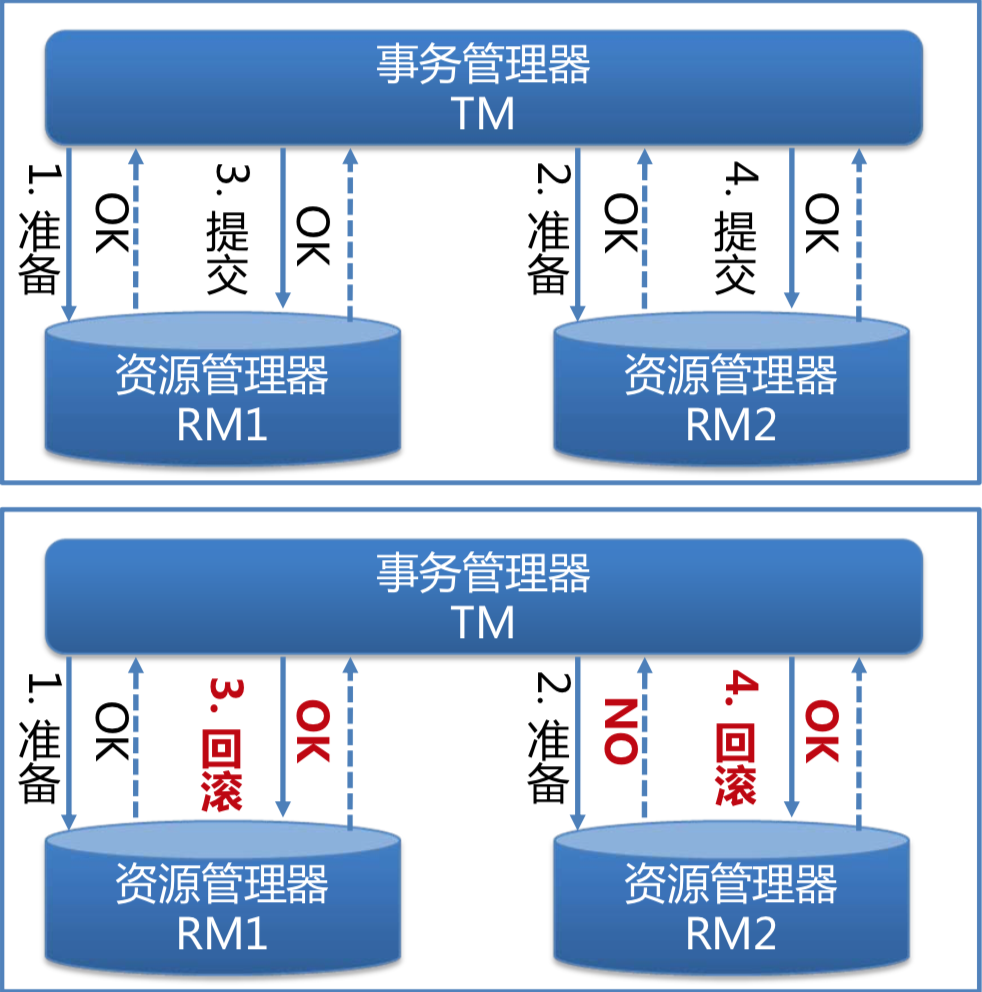 事务管理器
TM
1. 准备
OK
3. 提交
OK
2. 准备
OK
4. 提交
OK
资源管理器
RM1
资源管理器
RM2
事务管理器
TM
1. 准备
OK
3. 回滚
OK
2. 准备
NO
4. 回滚
OK
资源管理器
RM1
资源管理器
RM2